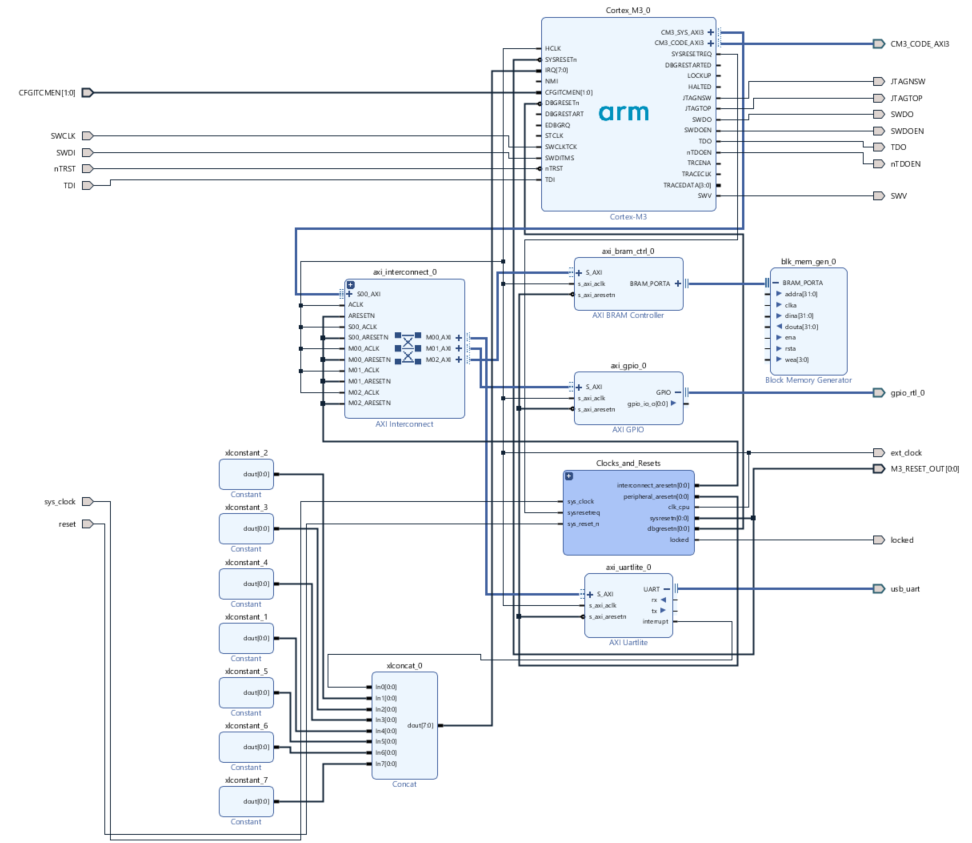 Cortex_M3_0
HCLK
SYSRESETn
IRQ[7:0]
NMI
CFGITCMEN[1:0]
DBGRESETn
DBGRESTART
EDBGRQ
STCLK
SWCLKTCK
SWDITMS
nTRST
TDI
arm
CM3_SYS_AXI3
CM3_CODE_AXI3
SYSRESETREQ
DBGRESTARTED
LOCKUP
HALTED
JTAGNSW
JTAGTOP
SWDO
SWDOEN
TDO
nTDOEN
TRCENA
TRACECLK
TRACEDATA[3:0]
SWV
Cortex-M3
CFGITCMEN[1:0]
SWCLK
SWDI
nTRST
TDI
CM3_CODE_AXI3
JTAGNSW
JTAGTOP
SWDO
SWDOEN
TDO
nTDOEN
SWV
axi_interconnect_0
S00_AXI
ACLK
ARESETN
S00_ACLK
S00_ARESETN
M00_ACLK
M00_ARESETN
M01_ACLK
M01_ARESETN
M02_ACLK
M02_ARESETN
M00_AXI
M01_AXI
M02_AXI
AXI Interconnect
axi_bram_ctrl_0
S_AXI
s_axi_aclk
s_axi_aresetn
BRAM_PORTA
AXI BRAM Controller
blk_mem_gen_0
BRAM_PORTA
addra[31:0]
clka
dina[31:0]
douta[31:0]
ena
rsta
wea[3:0]
Block Memory Generator
axi_gpio_0
S_AXI
s_axi_aclk
s_axi_aresetn
GPIO
gpio_io_o[0:0]
AXI GPIO
gpio_rtl_0
Clocks_and_Resets
sys_clock
sysresetreq
sys_reset_n
interconnect_aresetn[0:0]
peripheral_aresetn[0:0]
clk_cpu
sysresetn[0:0]
dbgresetn[0:0]
locked
ext_clock
M3_RESET_OUT[0:0]
locked
axi_uartlite_0
S_AXI
s_axi_aclk
s_axi_aresetn
UART
rx
tx
interrupt
AXI Uartlite
usb_uart
sys_clock
reset
xlconstant_2
dout[0:0]
Constant
xlconstant_3
dout[0:0]
Constant
xlconstant_4
dout[0:0]
Constant
xlconstant_1
dout[0:0]
Constant
xlconstant_5
dout[0:0]
Constant
xlconstant_6
dout[0:0]
Constant
xlconstant_7
dout[0:0]
Constant
xlconcat_0
In0[0:0]
In1[0:0]
In2[0:0]
In3[0:0]
In4[0:0]
In5[0:0]
In6[0:0]
In7[0:0]
dout[7:0]
Concat